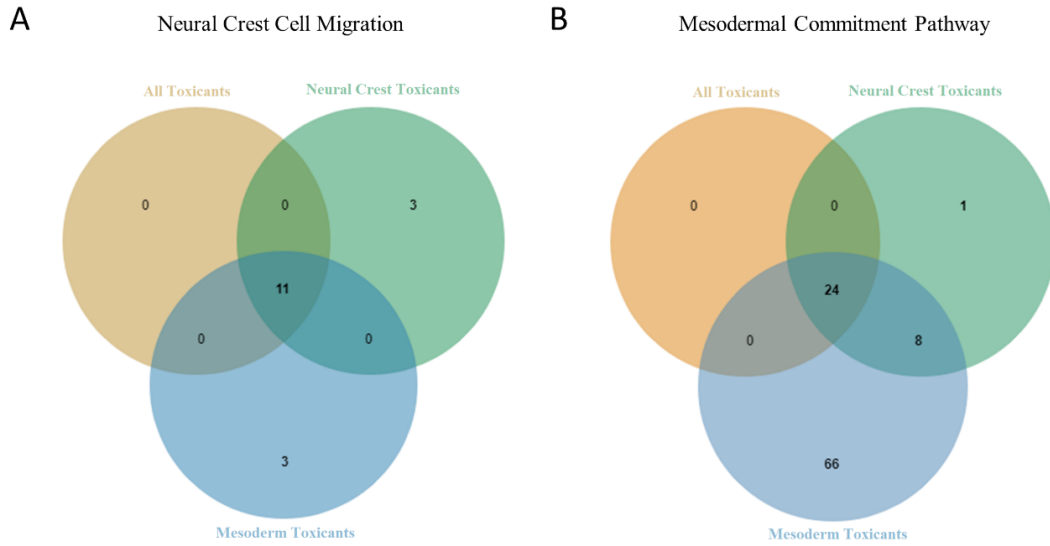 A
Neural Crest Cell Migration
All Toxicants
Neural Crest Toxicants
0
0
3
11
0
0
3
Mesoderm Toxicants
B
Mesodermal Commitment Pathway
All Toxicants
Neural Crest Toxicants
0
0
1
24
0
8
66
Mesoderm Toxicants